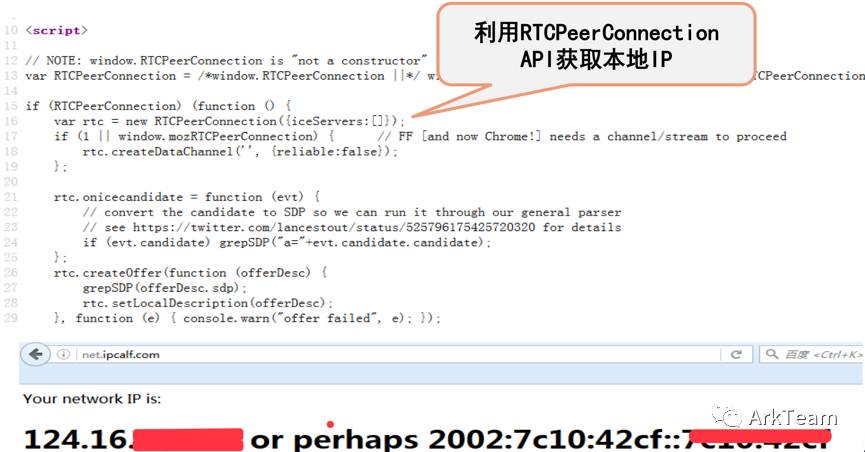 利用RTCPeerConnection
API获取本地IP
10 <script>
11
12 // NOTE: window.RTCPeerConnection is "not a constructor"
13 var RTCPeerConnection = /*window.RTCPeerConnection ||*/ RTCPeerConnection
14
15 if (RTCPeerConnection) (function () {
16 var rtc = new RTCPeerConnection({iceServers:[]});
17 if (1 || window.mozRTCPeerConnection) { // FF [and now Chrome!] needs a channel/stream to proceed
18 rtc.createDataChannel('', {reliable:false});
19 };
20
21 rtc.onicecandidate = function (evt) {
22 // convert the candidate to SDP so we can run it through our general parser
23 // see https://twitter.com/lancestout/status/525796175425720320 for details
24 if (evt.candidate) grepSDP("a="+evt.candidate.candidate);
25 };
26 rtc.createOffer(function (offerDesc) {
27 grepSDP(offerDesc.sdp);
28 rtc.setLocalDescription(offerDesc);
29 }, function (e) { console.warn("offer failed", e); });
net.ipcalf.com
百度 <Ctrl+K>
Your network IP is:
124.16. or perhaps 2002:7c10:42cf::
ArkTeam